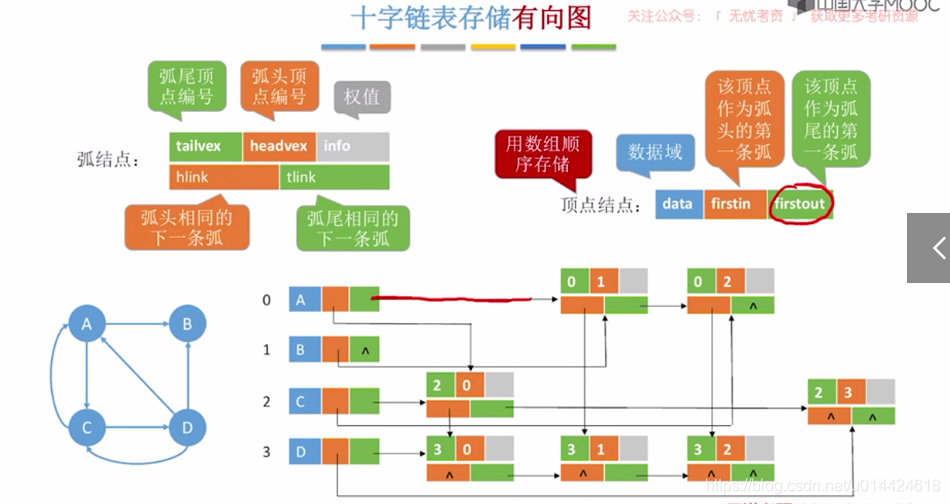 十字链表存储有向图
关注公众号：「 无忧考资 」 获取更多考研资源
中国大学MOOC
弧尾顶
点编号
弧头顶
点编号
权值
弧结点：
tailvex headvex info
hlink tlink
弧头相同的
下一条弧
弧尾相同的
下一条弧
用数组顺
序存储
数据域
该顶点
作为弧
头的第
一条弧
该顶点
作为弧
尾的第
一条弧
顶点结点：
data firstin firstout
A B
C D
0 A 0 1 0 2
^
1 B ^
2 0
2 C 2 3
^ ^
3 D 3 0 3 1 3 2
^ ^ ^ ^
https://blog.csdn.net/u014424618